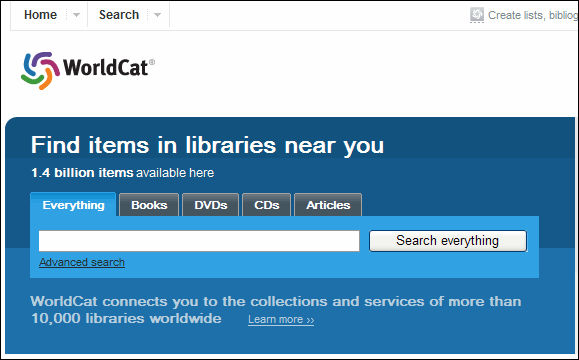 Home Search Create lists, bibliog
WorldCat®
Find items in libraries near you
1.4 billion items available here
Everything Books DVDs CDs Articles
Search everything
Advanced search
WorldCat connects you to the collections and services of more than
10,000 libraries worldwide Learn more >>